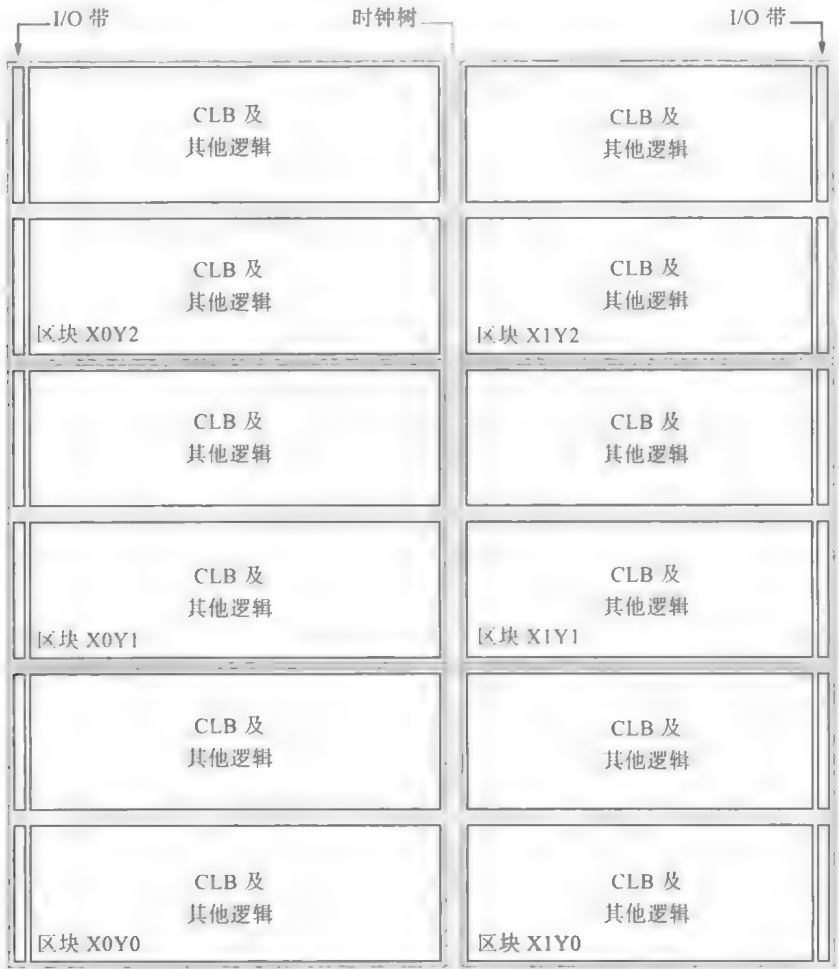 I/O 带
时钟树
I/O 带
CLB 及
其他逻辑
CLB 及
其他逻辑
CLB 及
其他逻辑
区块 X0Y2
CLB 及
其他逻辑
区块 X1Y2
CLB 及
其他逻辑
CLB 及
其他逻辑
CLB 及
其他逻辑
区块 X0Y1
CLB 及
其他逻辑
区块 X1Y1
CLB 及
其他逻辑
CLB 及
其他逻辑
CLB 及
其他逻辑
区块 X0Y0
CLB 及
其他逻辑
区块 X1Y0